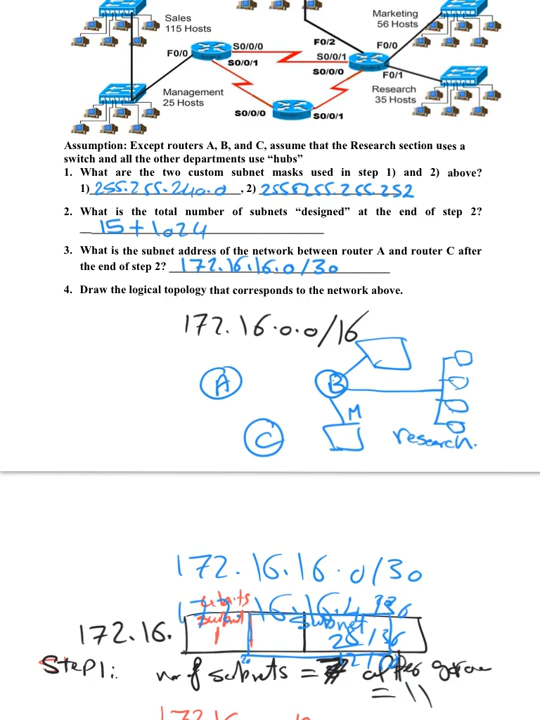 Sales
115 Hosts
Marketing
56 Hosts
F0/0
S0/0/0
S0/0/1
F0/2
S0/0/1
S0/0/0
F0/0
F0/1
Management
25 Hosts
Research
35 Hosts
S0/0/0
S0/0/1
Assumption: Except routers A, B, and C, assume that the Research section uses a
switch and all the other departments use “hubs”
1. What are the two custom subnet masks used in step 1) and 2) above?
1) 255.255.240.0, 2) 255.255.255.252
2. What is the total number of subnets “designed” at the end of step 2?
15+1024
3. What is the subnet address of the network between router A and router C after
the end of step 2? 172.16.16.0/30
4. Draw the logical topology that corresponds to the network above.
172.16.0.0/16
A
B
C
M
research.
172.16.16.0/30
172.16.
subnet
Step1: no of subnets =
= 11